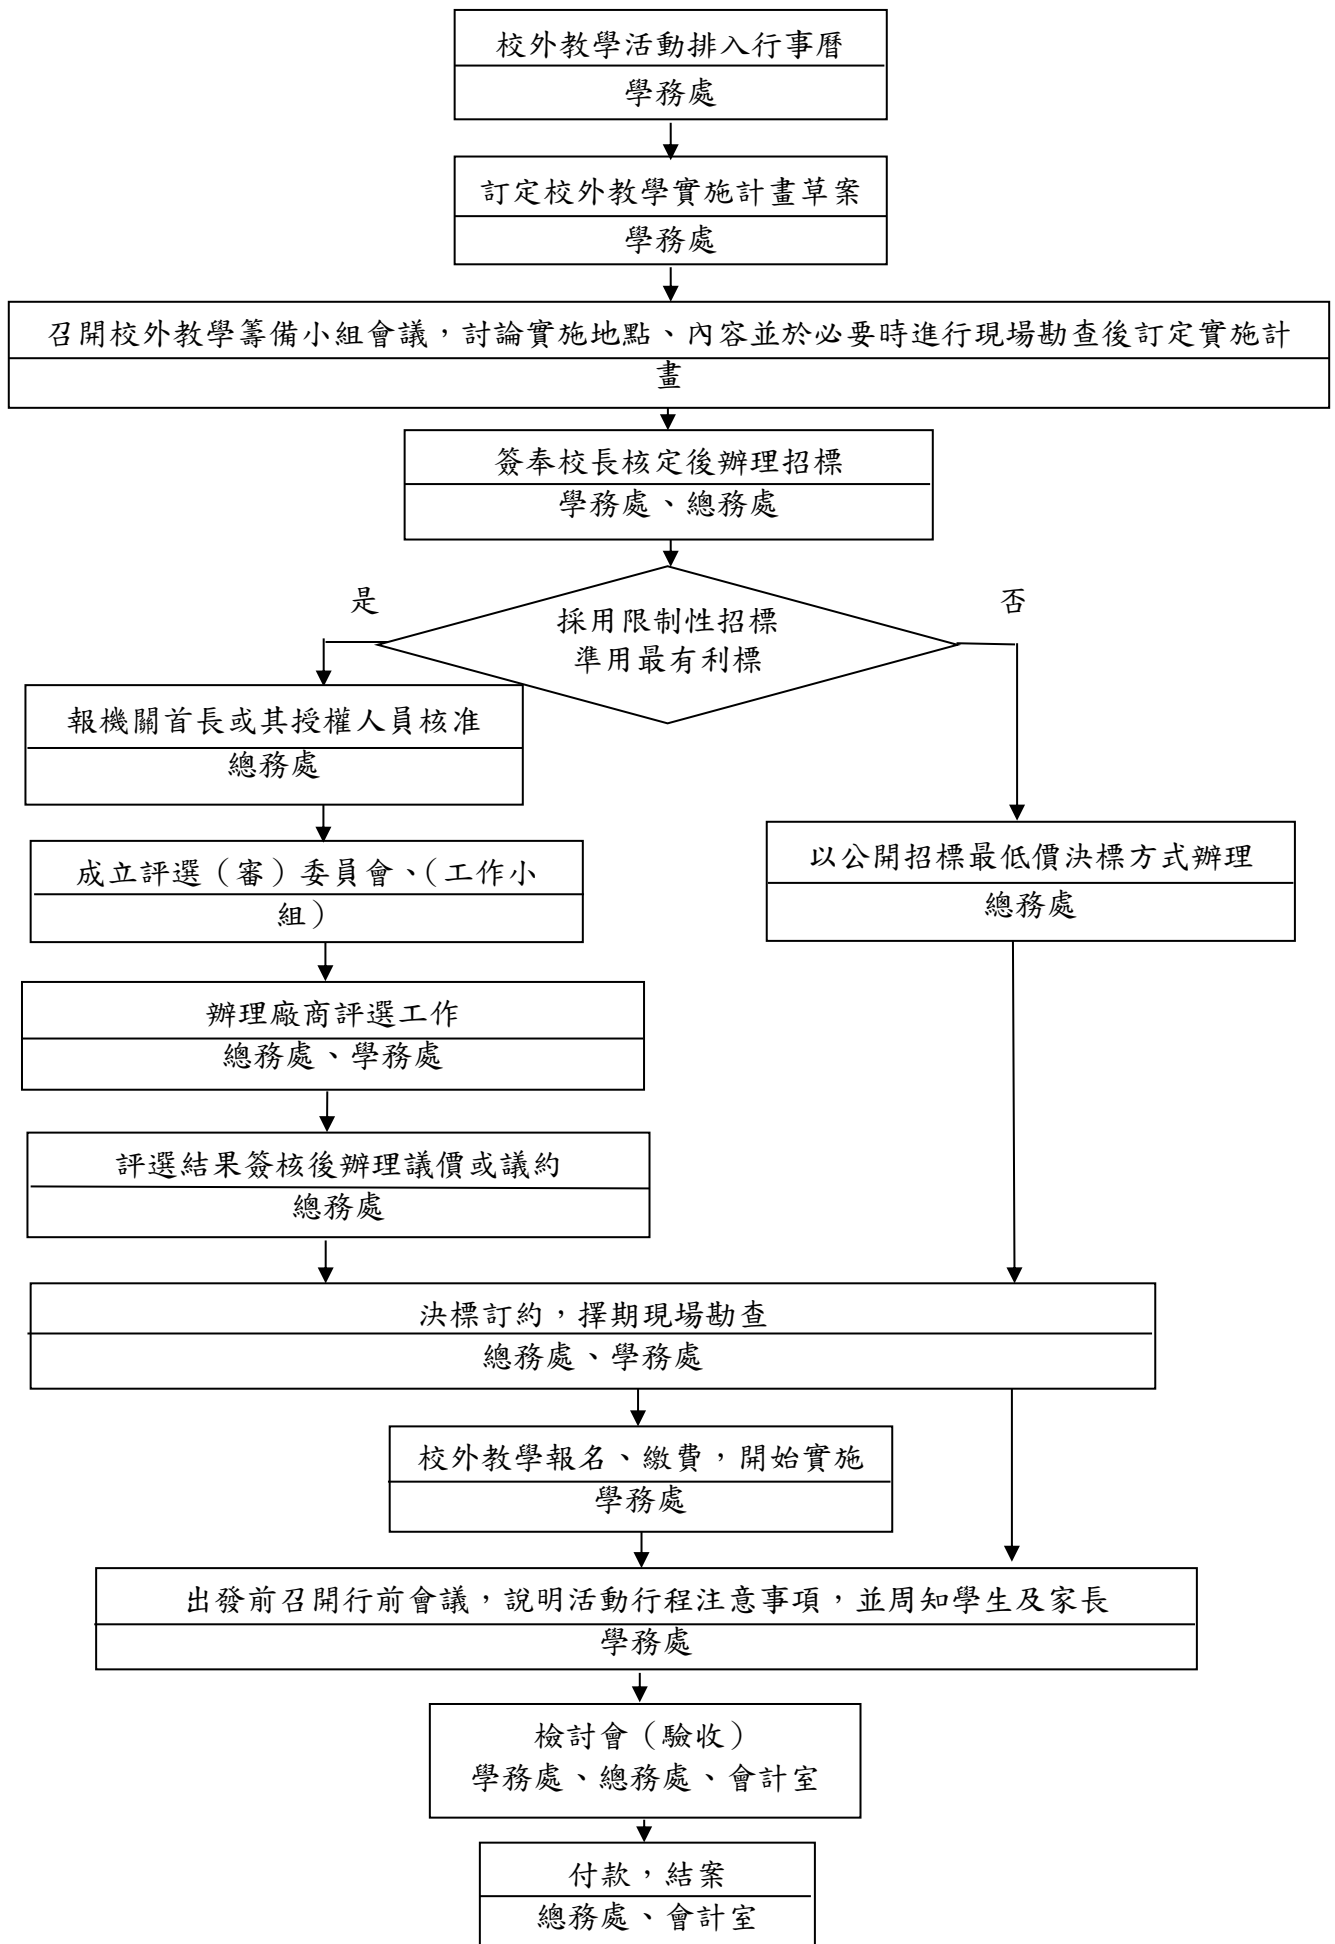 校外教學活動排入行事曆
學務處
訂定校外教學實施計畫草案
學務處
召開校外教學籌備小組會議，討論實施地點、內容並於必要時進行現場勘查後訂定實施計
畫
簽奉校長核定後辦理招標
學務處、總務處
是
否
採用限制性招標
準用最有利標
報機關首長或其授權人員核准
總務處
成立評選（審）委員會、（工作小
組）
以公開招標最低價決標方式辦理
總務處
辦理廠商評選工作
總務處、學務處
評選結果簽核後辦理議價或議約
總務處
決標訂約，擇期現場勘查
總務處、學務處
校外教學報名、繳費，開始實施
學務處
出發前召開行前會議，說明活動行程注意事項，並周知學生及家長
學務處
檢討會（驗收）
學務處、總務處、會計室
付款，結案
總務處、會計室